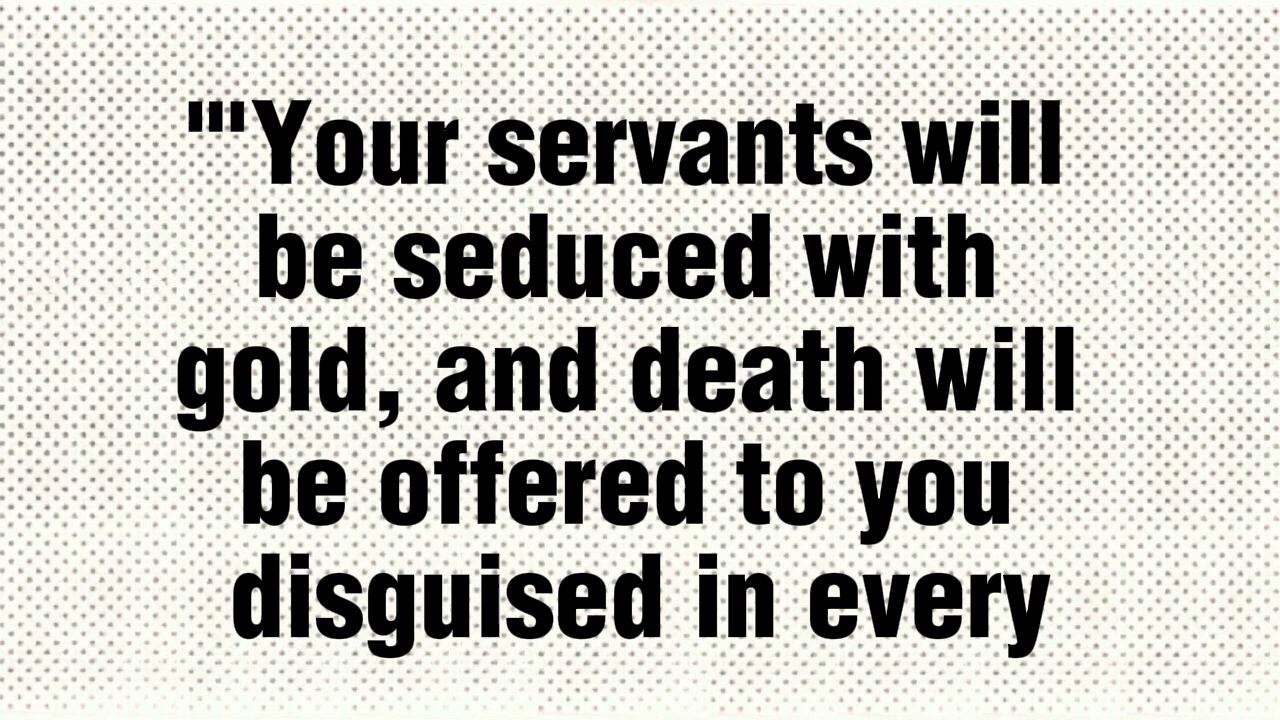 "'Your servants will
be seduced with
gold, and death will
be offered to you
disguised in every